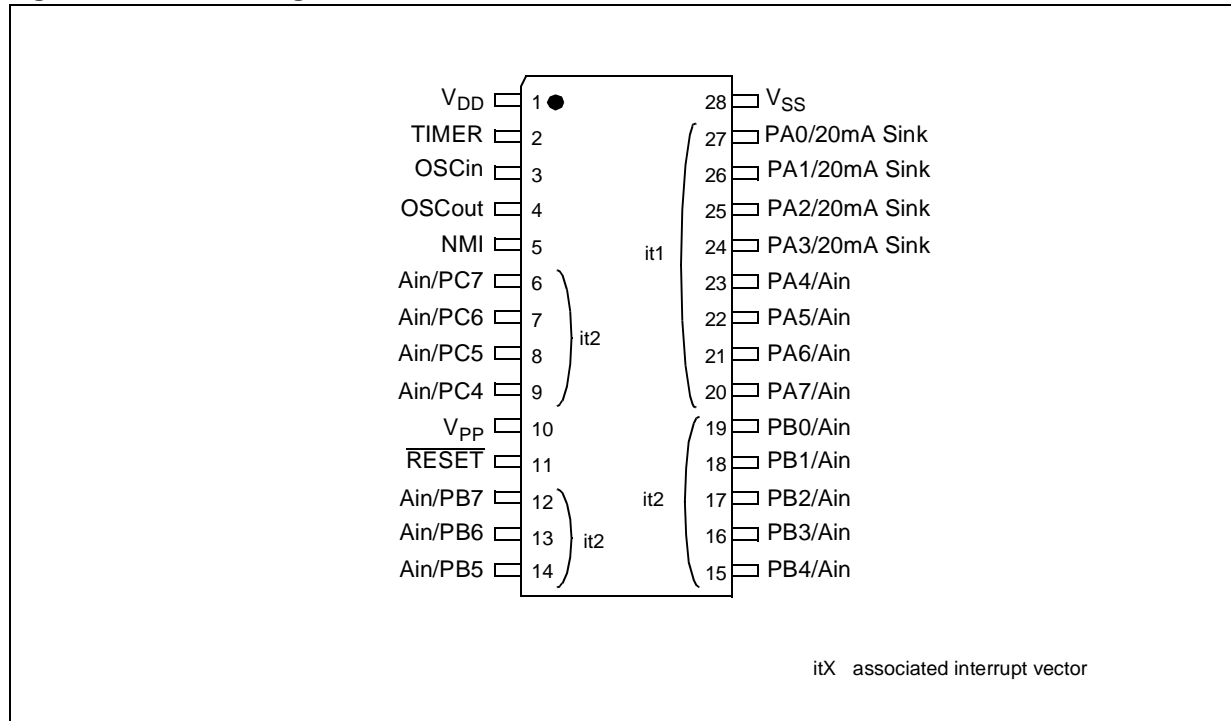 VDD 1 28 VSS
TIMER 2 27 PA0/20mA Sink
OSCin 3 26 PA1/20mA Sink
OSCout 4 25 PA2/20mA Sink
NMI 5 it1 24 PA3/20mA Sink
Ain/PC7 6 23 PA4/Ain
Ain/PC6 7 it2 22 PA5/Ain
Ain/PC5 8 21 PA6/Ain
Ain/PC4 9 20 PA7/Ain
VPP 10 19 PB0/Ain
RESET 11 18 PB1/Ain
Ain/PB7 12 it2 17 PB2/Ain
Ain/PB6 13 it2 16 PB3/Ain
Ain/PB5 14 15 PB4/Ain
itX associated interrupt vector